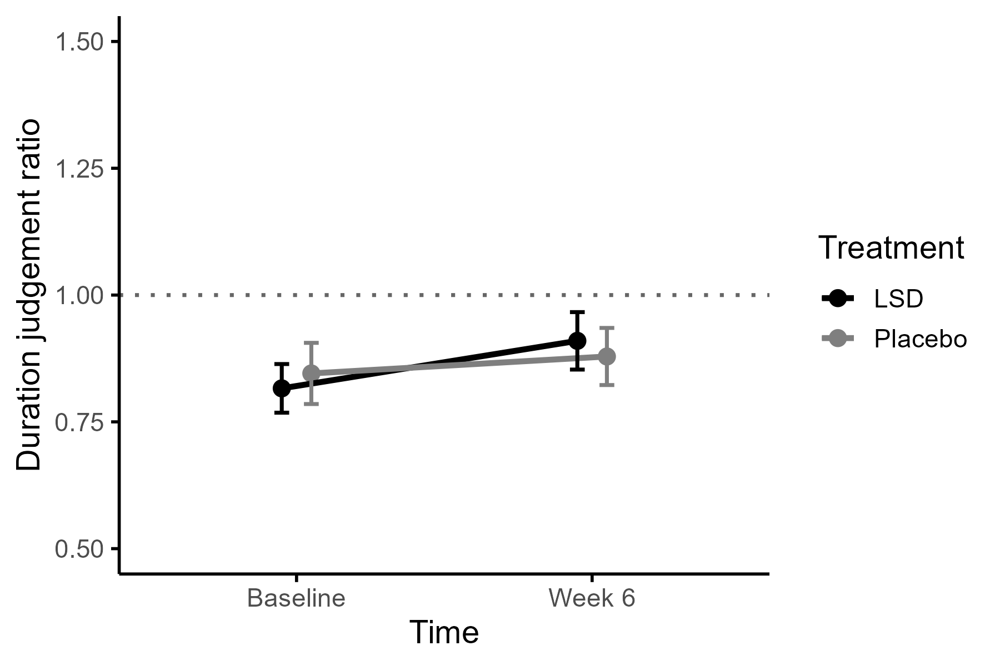 Duration judgement ratio
1.50
1.25
1.00
0.75
0.50
Baseline
Week 6
Time
Treatment
LSD
Placebo